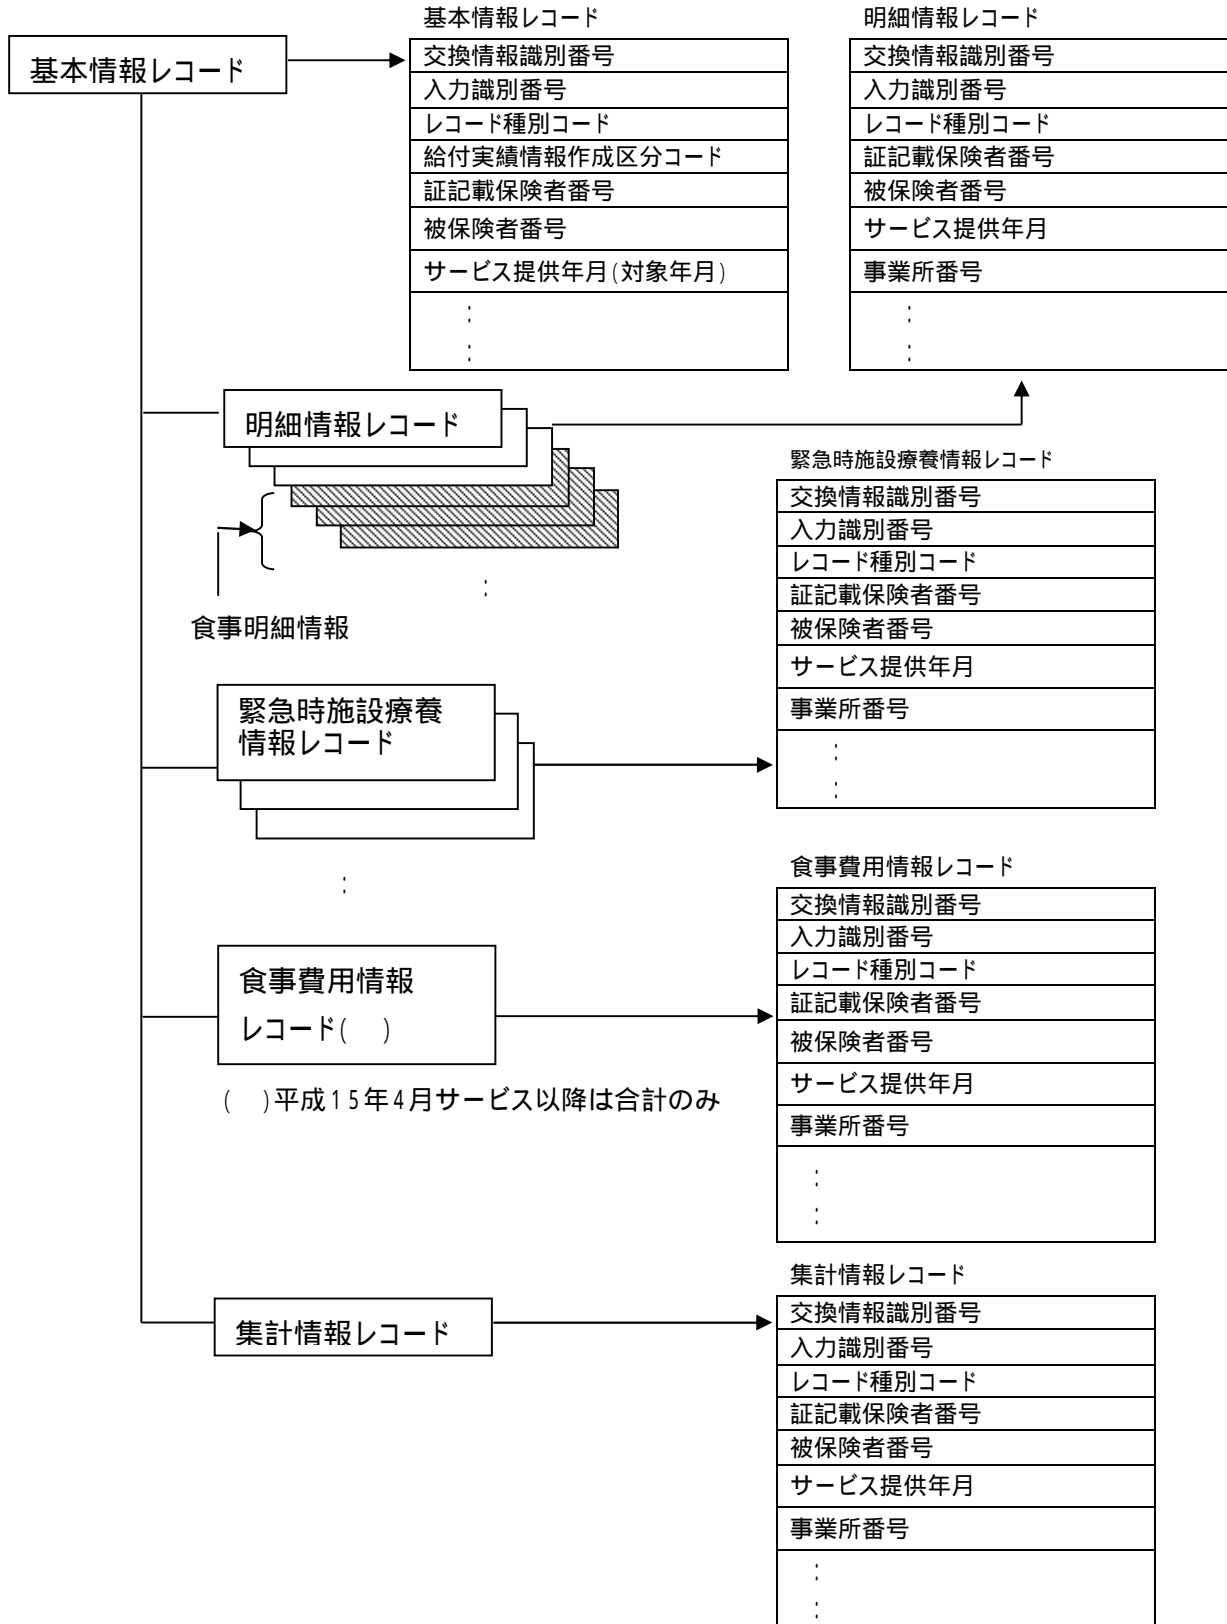 基本情報レコード
基本情報レコード
交換情報識別番号
入力識別番号
レコード種別コード
給付実績情報作成区分コード
証記載保険者番号
被保険者番号
サービス提供年月(対象年月)
:
:
明細情報レコード
交換情報識別番号
入力識別番号
レコード種別コード
証記載保険者番号
被保険者番号
サービス提供年月
事業所番号
:
:
明細情報レコード
:
食事明細情報
緊急時施設療養情報レコード
交換情報識別番号
入力識別番号
レコード種別コード
証記載保険者番号
被保険者番号
サービス提供年月
事業所番号
:
:
緊急時施設療養
情報レコード
:
食事費用情報レコード
交換情報識別番号
入力識別番号
レコード種別コード
証記載保険者番号
被保険者番号
サービス提供年月
事業所番号
:
:
食事費用情報
レコード(　)
(　)平成15年4月サービス以降は合計のみ
集計情報レコード
集計情報レコード
交換情報識別番号
入力識別番号
レコード種別コード
証記載保険者番号
被保険者番号
サービス提供年月
事業所番号
:
: